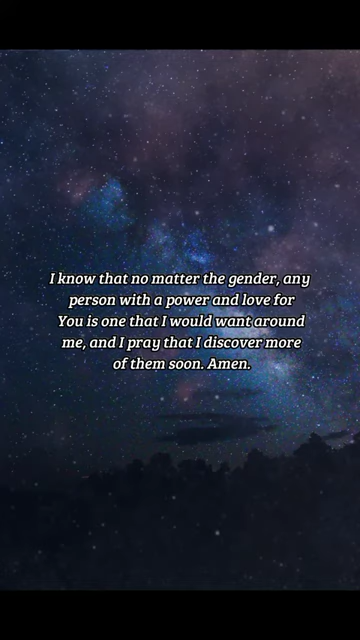 I know that no matter the gender, any
person with a power and love for
You is one that I would want around
me, and I pray that I discover more
of them soon. Amen.